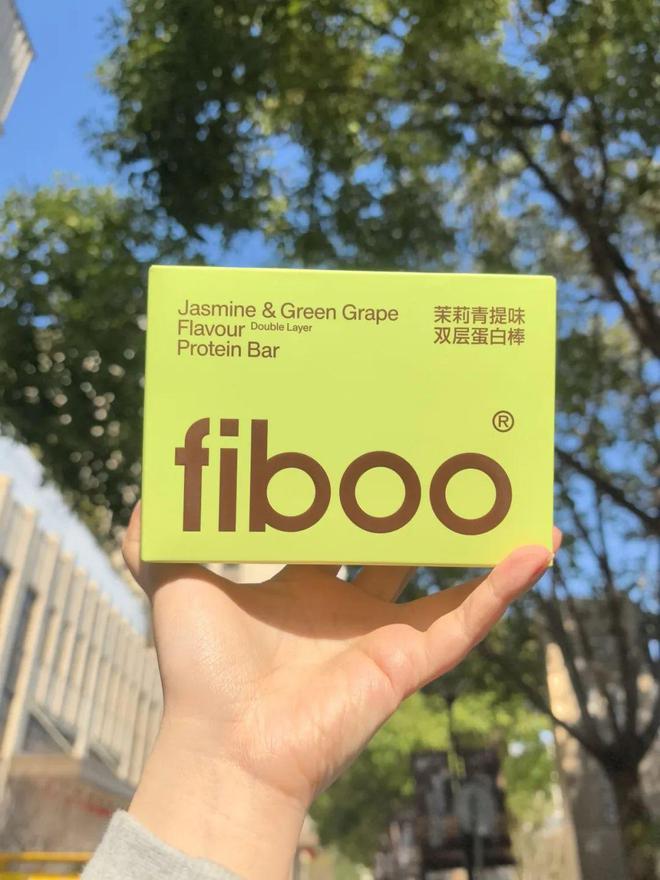 Jasmine & Green Grape
Flavour Double Layer
Protein Bar
茉莉青提味
双层蛋白棒
fiboo®